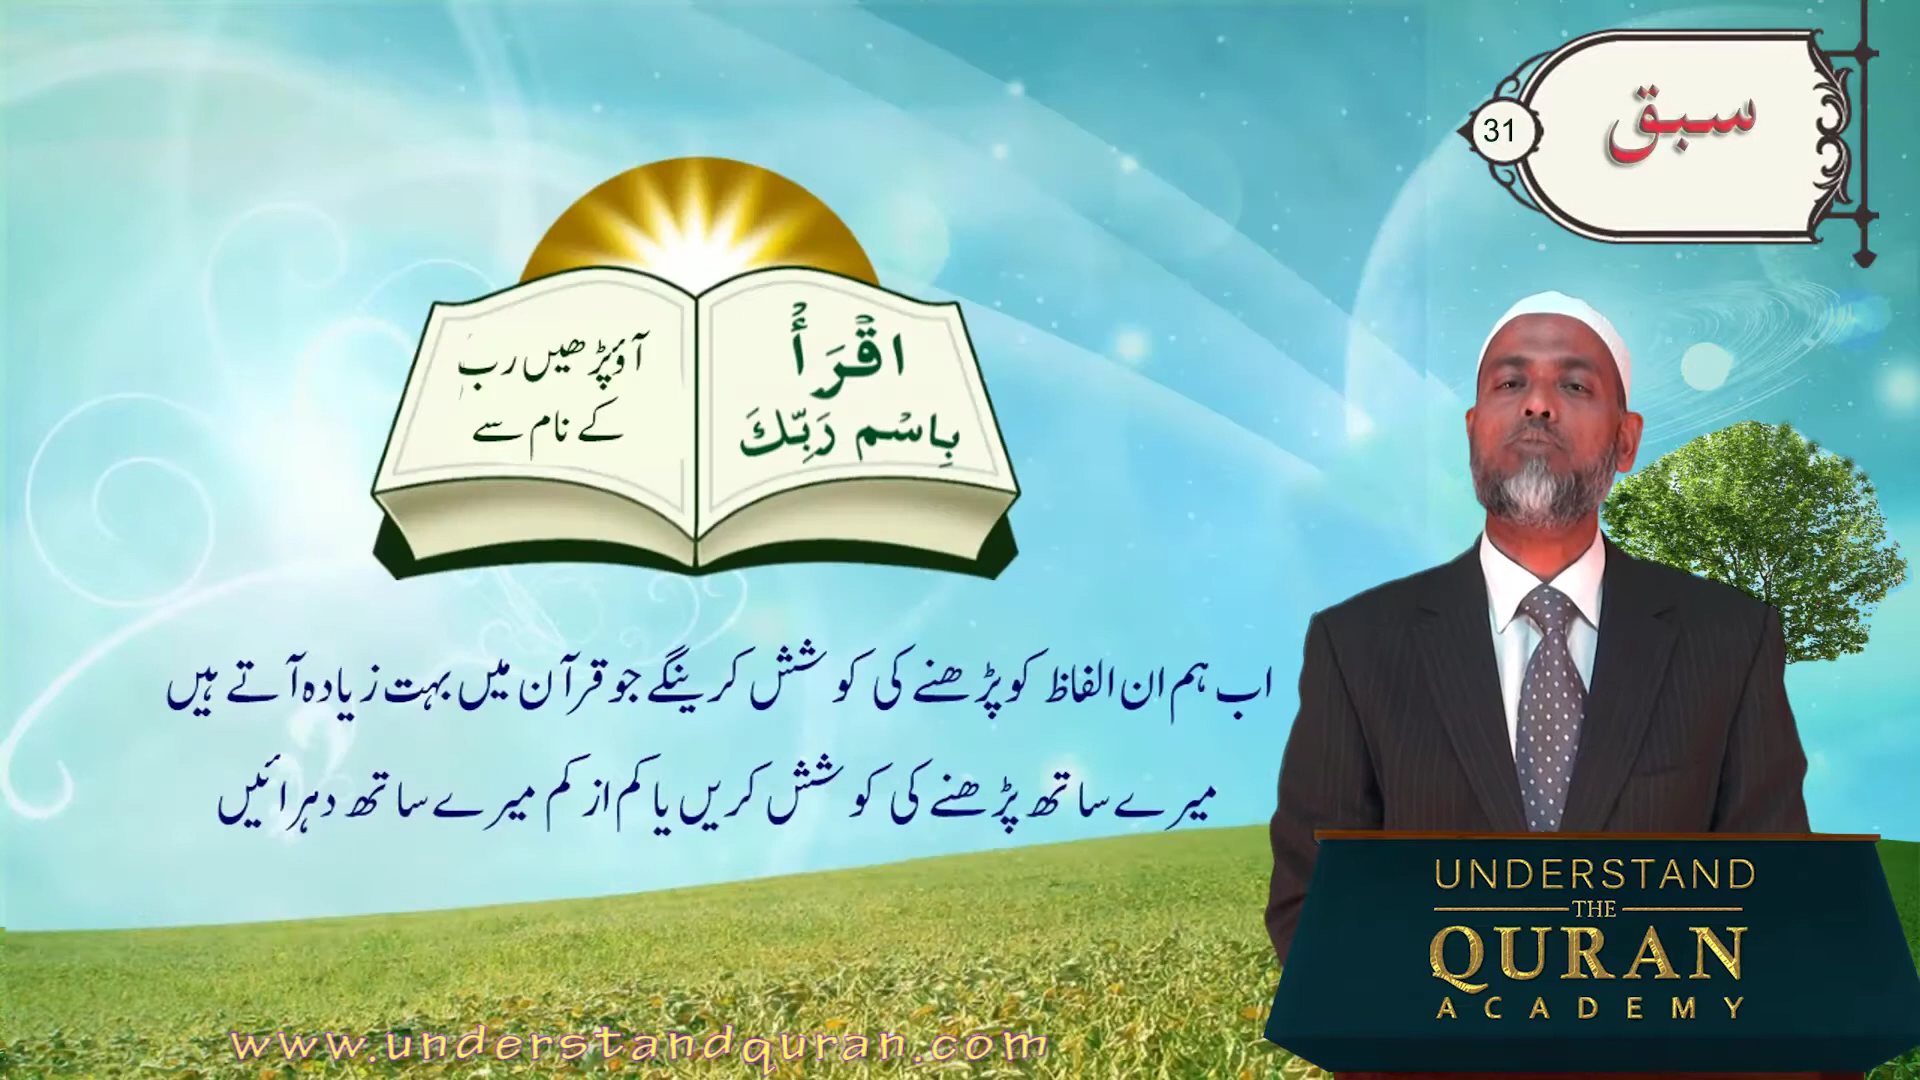 سبق
31
اقْرَأْ
بِاسْم رَبِّكَ
آؤپڑھیں رب
کے نام سے
اب ہم ان الفاظ کو پڑھنے کی کوشش کرینگے جو قرآن میں بہت زیادہ آتے ہیں
میرے ساتھ پڑھنے کی کوشش کریں یا کم از کم میرے ساتھ دہرائیں
UNDERSTAND
THE
QURAN
ACADEMY
www.understandquran.com